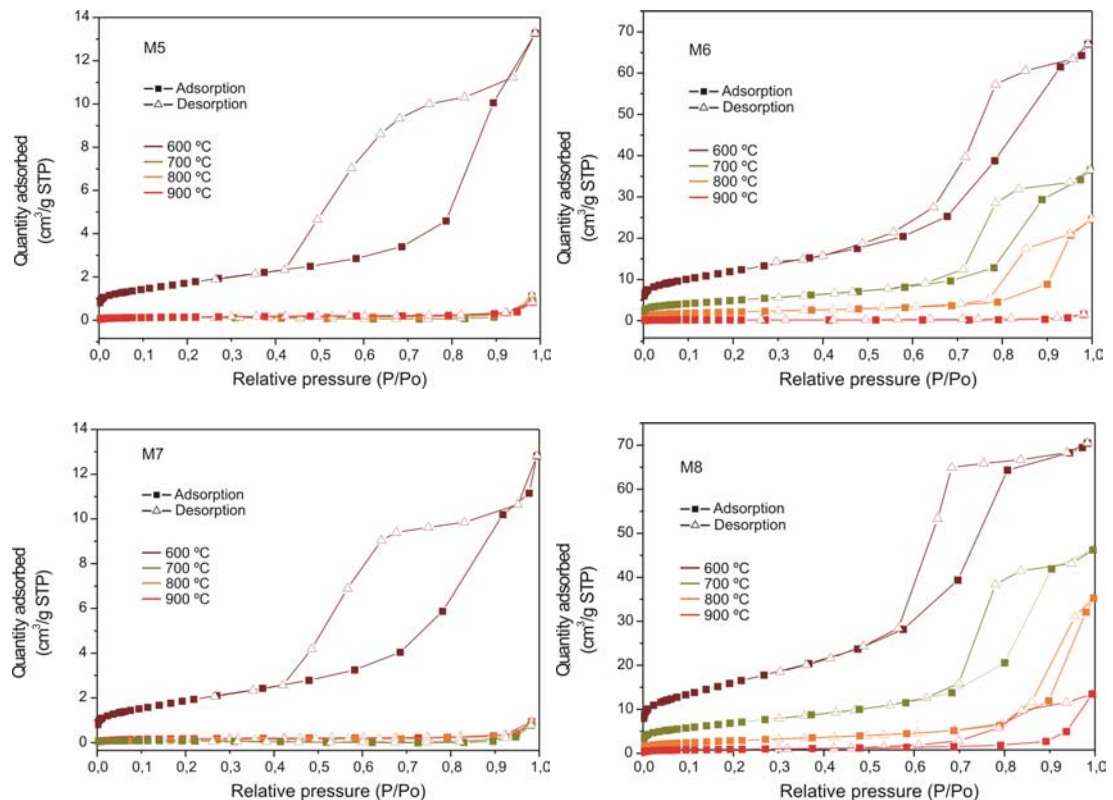 14
12
10
8
6
4
2
0
Quantity adsorbed
(cm³/g STP)
M5
Adsorption
Desorption
600 ºC
700 ºC
800 ºC
900 ºC
0,0 0,1 0,2 0,3 0,4 0,5 0,6 0,7 0,8 0,9 1,0
Relative pressure (P/Po)
70
60
50
40
30
20
10
0
Quantity adsorbed
(cm³/g STP)
M6
Adsorption
Desorption
600 ºC
700 ºC
800 ºC
900 ºC
0,0 0,1 0,2 0,3 0,4 0,5 0,6 0,7 0,8 0,9 1,0
Relative pressure (P/Po)
14
12
10
8
6
4
2
0
Quantity adsorbed
(cm³/g STP)
M7
Adsorption
Desorption
600 ºC
700 ºC
800 ºC
900 ºC
0,0 0,1 0,2 0,3 0,4 0,5 0,6 0,7 0,8 0,9 1,0
Relative pressure (P/Po)
70
60
50
40
30
20
10
0
Quantity adsorbed
(cm³/g STP)
M8
Adsorption
Desorption
600 ºC
700 ºC
800 ºC
900 ºC
0,0 0,1 0,2 0,3 0,4 0,5 0,6 0,7 0,8 0,9 1,0
Relative pressure (P/Po)